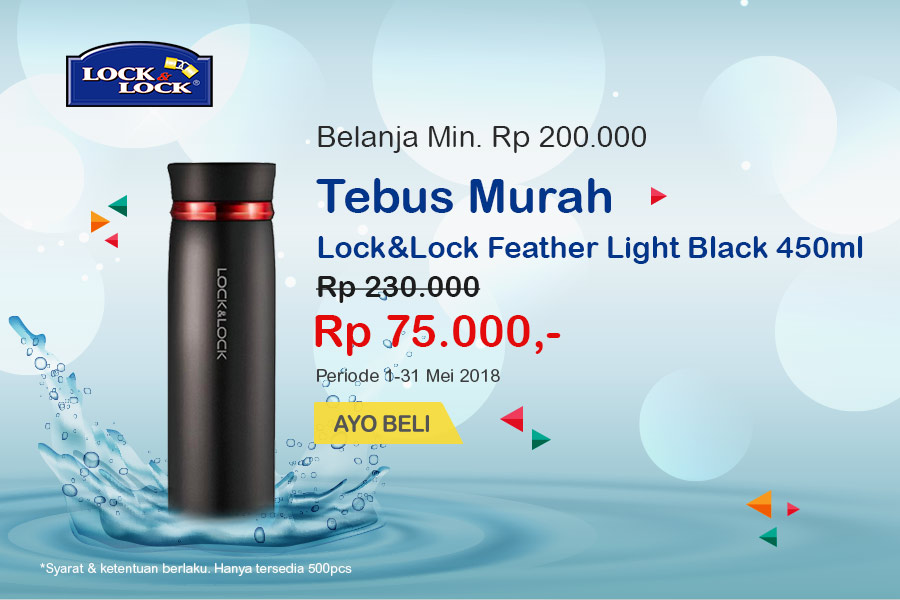 LOCK &
LOCK®
Belanja Min. Rp 200.000
Tebus Murah
Lock&Lock Feather Light Black 450ml
Rp 230.000
Rp 75.000,-
Periode 1-31 Mei 2018
AYO BELI
LOCK&LOCK
*Syarat & ketentuan berlaku. Hanya tersedia 500pcs